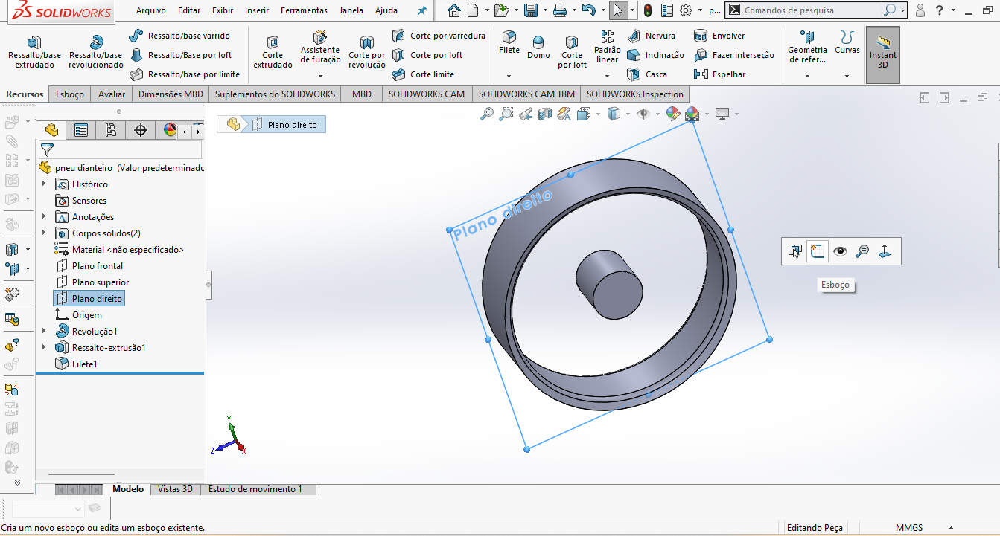 SOLIDWORKS
Arquivo Editar Exibir Inserir Ferramentas Janela Ajuda
p...
Comandos de pesquisa
?
Ressalto/base extrudado
Ressalto/base revolucionado
Ressalto/base varrido
Ressalto/Base por loft
Ressalto/base por limite
Corte extrudado
Assistente de furação
Corte por revolução
Corte por varredura
Corte por loft
Corte limite
Filete
Domo
Corte por loft
Padrão linear
Nervura
Inclinação
Casca
Envolver
Fazer interseção
Espelhar
Geometria de refer...
Curvas
Instant 3D
Recursos Esboço Avaliar Dimensões MBD Suplementos do SOLIDWORKS MBD SOLIDWORKS CAM SOLIDWORKS CAM TBM SOLIDWORKS Inspection
Plano direito
pneu dianteiro (Valor predeterminado
Histórico
Sensores
Anotações
Corpos sólidos(2)
Material <não especificado>
Plano frontal
Plano superior
Plano direito
Origem
Revolução1
Ressalto-extrusão1
Filete1
Plano direito
Esboço
Y
Z
X
Modelo Vistas 3D Estudo de movimento 1
Cria um novo esboço ou edita um esboço existente.
Editando Peça
MMGS